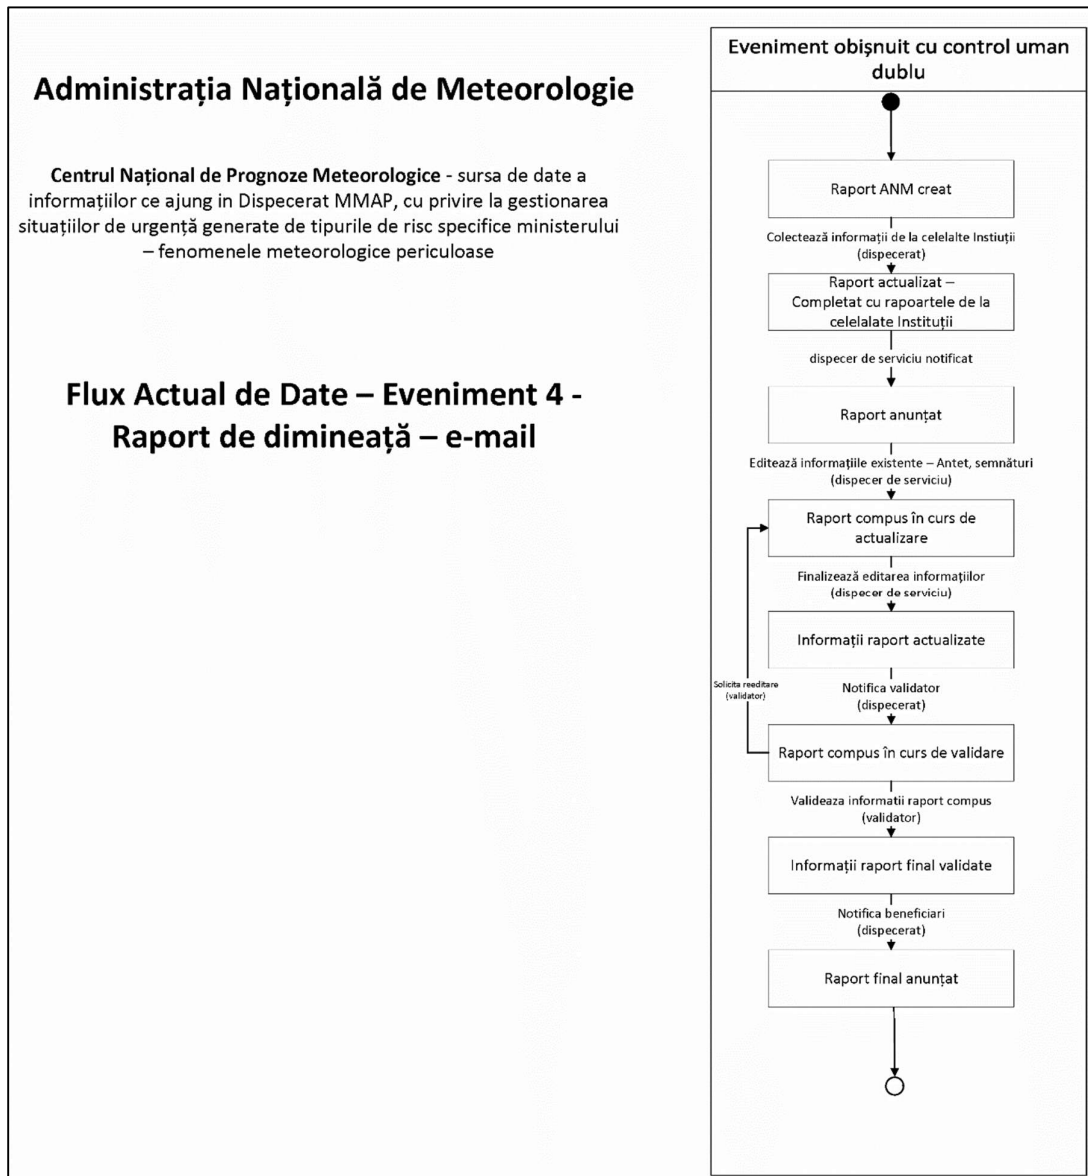 Administrația Națională de Meteorologie
Centrul Național de Prognoze Meteorologice - sursa de date a
informațiilor ce ajung in Dispecerat MMAP, cu privire la gestionarea
situațiilor de urgență generate de tipurile de risc specifice ministerului
– fenomenele meteorologice periculoase
Flux Actual de Date – Eveniment 4 -
Raport de dimineață – e-mail
Eveniment obișnuit cu control uman
dublu
Raport ANM creat
Colectează informații de la celelalte Instiuții
(dispecerat)
Raport actualizat –
Completat cu rapoartele de la
celelalate Instituții
dispecer de serviciu notificat
Raport anunțat
Editează informațiile existente – Antet, semnături
(dispecer de serviciu)
Raport compus în curs de
actualizare
Finalizează editarea informațiilor
(dispecer de serviciu)
Informații raport actualizate
Solicita reeditare
(validator)
Notifica validator
(dispecerat)
Raport compus în curs de validare
Valideaza informatii raport compus
(validator)
Informații raport final validate
Notifica beneficiari
(dispecerat)
Raport final anunțat